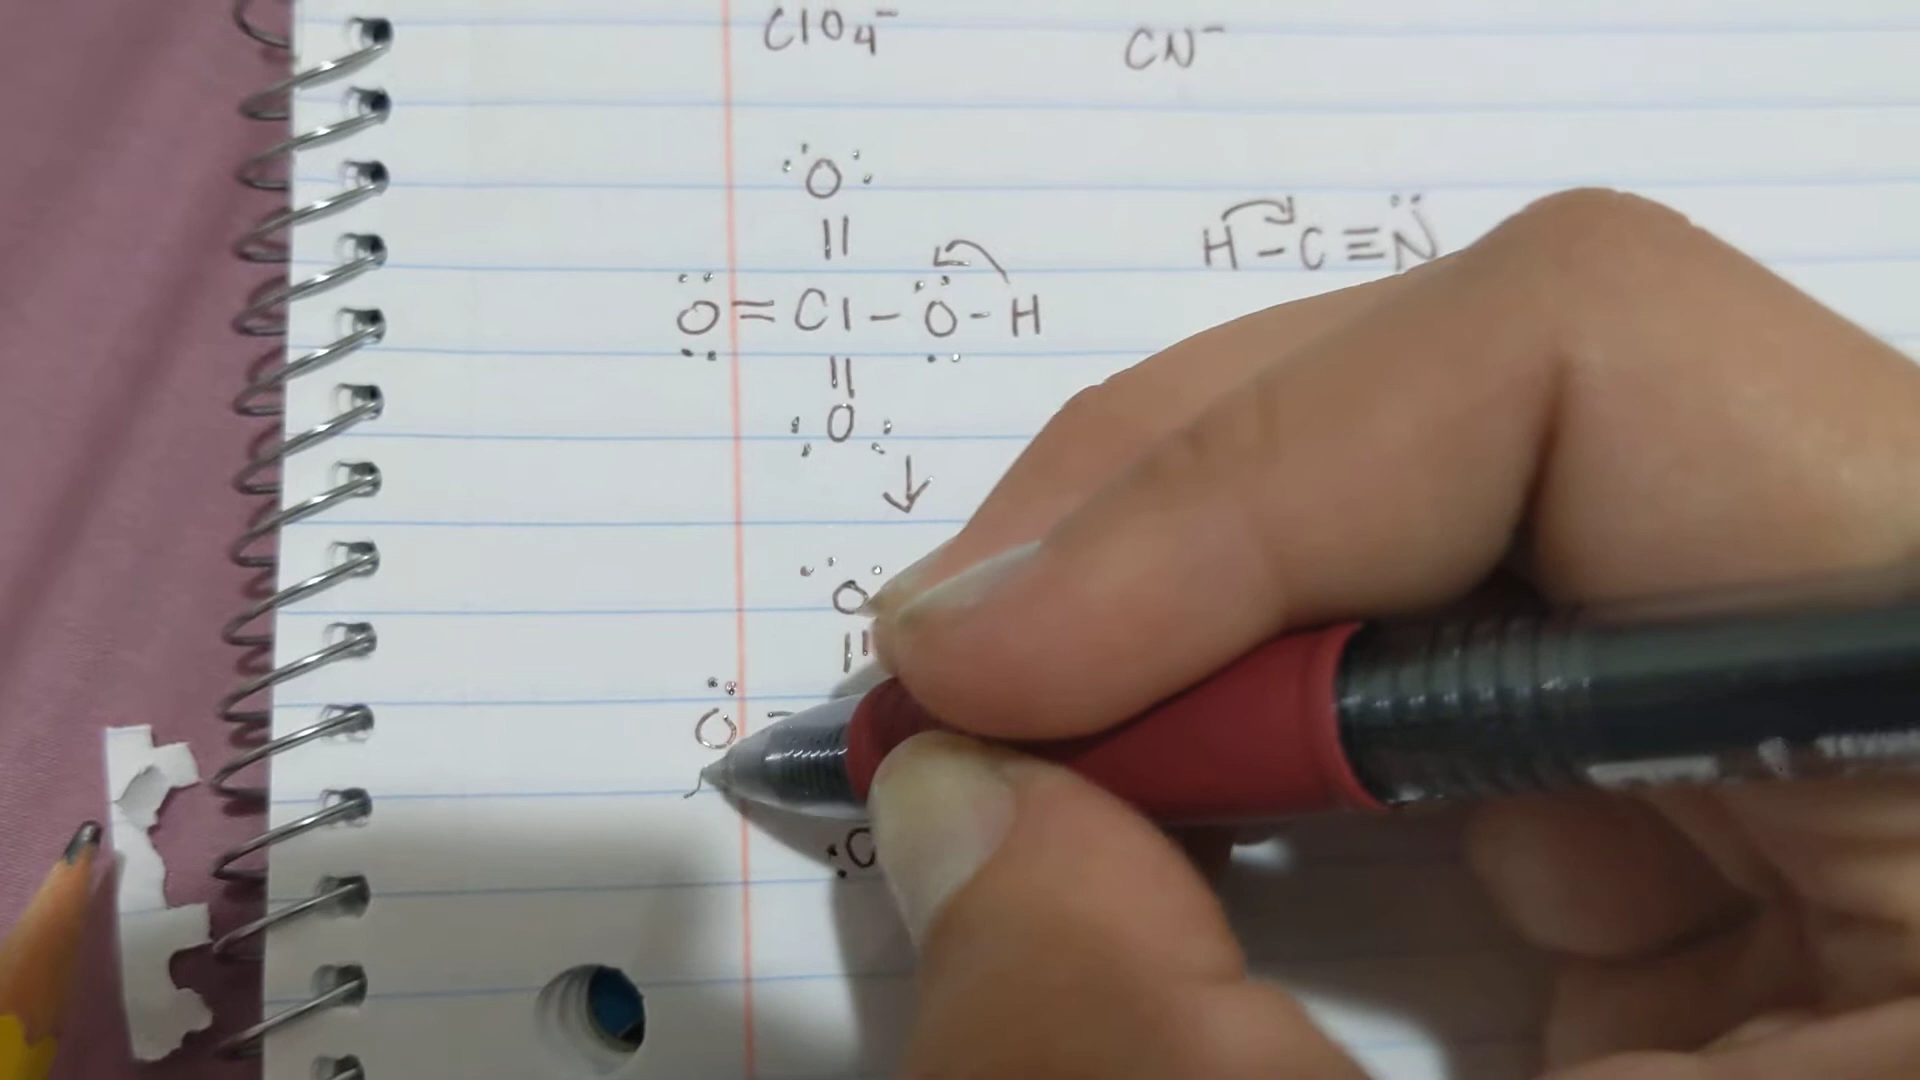 ClO₄⁻ CN⁻
O
||
O=Cl-O-H H-C≡N
||
O
↓
O
||
O